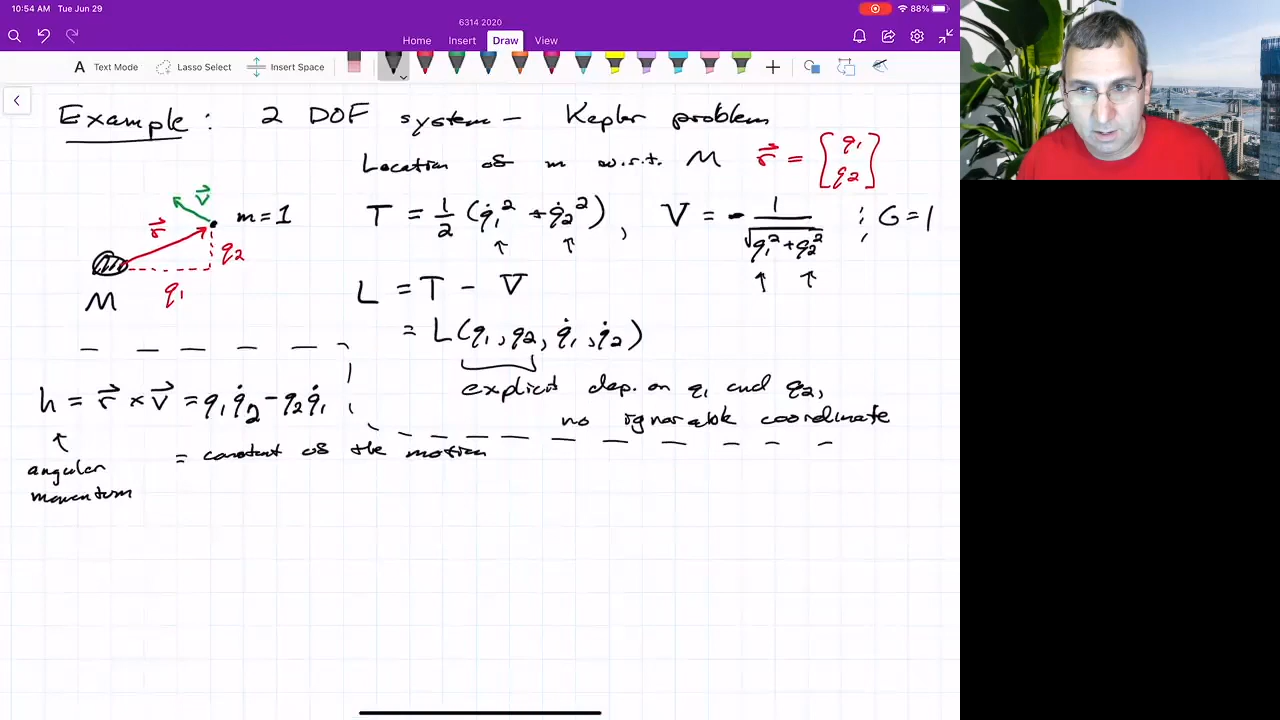 10:54 AM Tue Jun 29
88%
6314 2020
Home Insert Draw View
Text Mode Lasso Select Insert Space
Example: 2 DOF system - Kepler problem
Location of m w.r.t. M r⃗ = [q₁ q₂]
v⃗
r⃗
m = 1
q₂
q₁
M
T = 1/2 (q̇₁² + q̇₂²), V = - 1/√(q₁² + q₂²) ; G = 1
L = T - V
= L(q₁, q₂, q̇₁, q̇₂)
explicit dep. on q₁ and q₂,
no ignorable coordinate
h = r⃗ × v⃗ = q₁q̇₂ - q₂q̇₁
= constant of the motion
angular
momentum